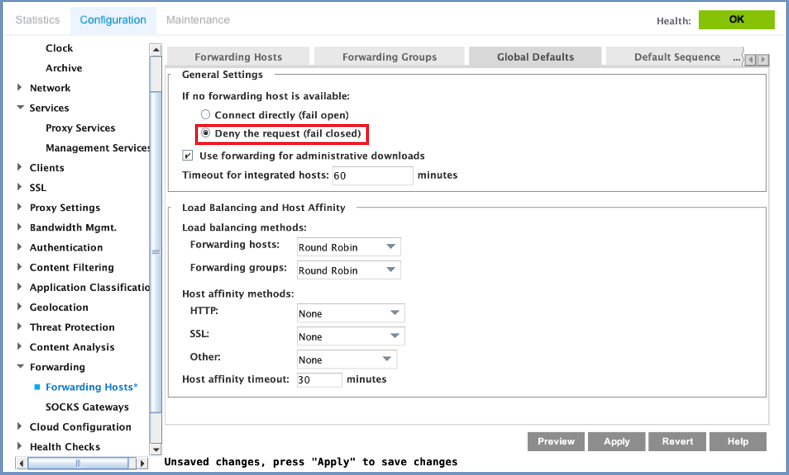 Statistics Configuration Maintenance Health: OK
Clock
Archive
Network
Services
Proxy Services
Management Services
Clients
SSL
Proxy Settings
Bandwidth Mgmt.
Authentication
Content Filtering
Application Classificatio
Geolocation
Threat Protection
Content Analysis
Forwarding
Forwarding Hosts*
SOCKS Gateways
Cloud Configuration
Health Checks
Forwarding Hosts Forwarding Groups Global Defaults Default Sequence ...
General Settings
If no forwarding host is available:
Connect directly (fail open)
Deny the request (fail closed)
Use forwarding for administrative downloads
Timeout for integrated hosts: 60 minutes
Load Balancing and Host Affinity
Load balancing methods:
Forwarding hosts: Round Robin
Forwarding groups: Round Robin
Host affinity methods:
HTTP: None
SSL: None
Other: None
Host affinity timeout: 30 minutes
Preview Apply Revert Help
Unsaved changes, press "Apply" to save changes